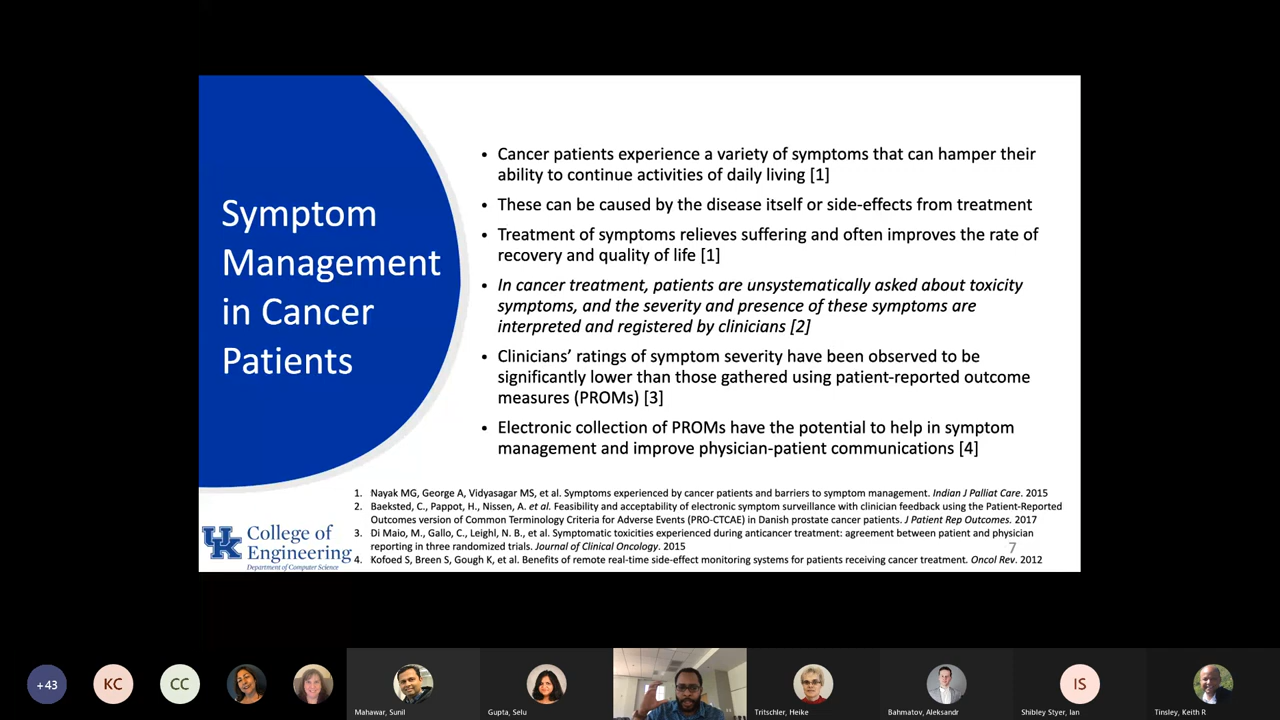 Symptom
Management
in Cancer
Patients
• Cancer patients experience a variety of symptoms that can hamper their
ability to continue activities of daily living [1]
• These can be caused by the disease itself or side-effects from treatment
• Treatment of symptoms relieves suffering and often improves the rate of
recovery and quality of life [1]
• In cancer treatment, patients are unsystematically asked about toxicity
symptoms, and the severity and presence of these symptoms are
interpreted and registered by clinicians [2]
• Clinicians’ ratings of symptom severity have been observed to be
significantly lower than those gathered using patient-reported outcome
measures (PROMs) [3]
• Electronic collection of PROMs have the potential to help in symptom
management and improve physician-patient communications [4]
1. Nayak MG, George A, Vidyasagar MS, et al. Symptoms experienced by cancer patients and barriers to symptom management. Indian J Palliat Care. 2015
2. Baeksted, C., Pappot, H., Nissen, A. et al. Feasibility and acceptability of electronic symptom surveillance with clinician feedback using the Patient-Reported
Outcomes version of Common Terminology Criteria for Adverse Events (PRO-CTCAE) in Danish prostate cancer patients. J Patient Rep Outcomes. 2017
3. Di Maio, M., Gallo, C., Leighl, N. B., et al. Symptomatic toxicities experienced during anticancer treatment: agreement between patient and physician
reporting in three randomized trials. Journal of Clinical Oncology. 2015
4. Kofoed S, Breen S, Gough K, et al. Benefits of remote real-time side-effect monitoring systems for patients receiving cancer treatment. Oncol Rev. 2012
7
UK College of
Engineering
Department of Computer Science
+43
KC
CC
Mahawar, Sunil
Gupta, Selu
Tritschler, Heike
Bahmatov, Aleksandr
IS
Shibley Styer, Ian
Tinsley, Keith R